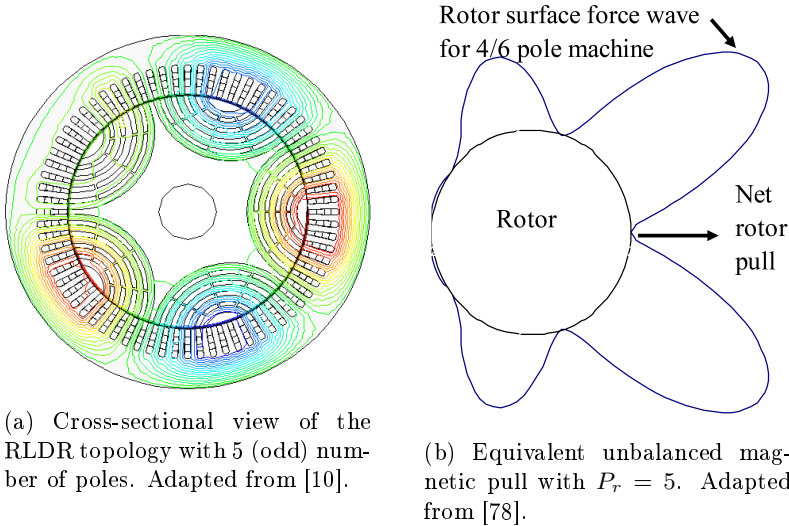 Rotor surface force wave
for 4/6 pole machine
Rotor
Net
rotor
pull
(a) Cross-sectional view of the
RLDR topology with 5 (odd) num-
ber of poles. Adapted from [10].
(b) Equivalent unbalanced mag-
netic pull with Pr = 5. Adapted
from [78].